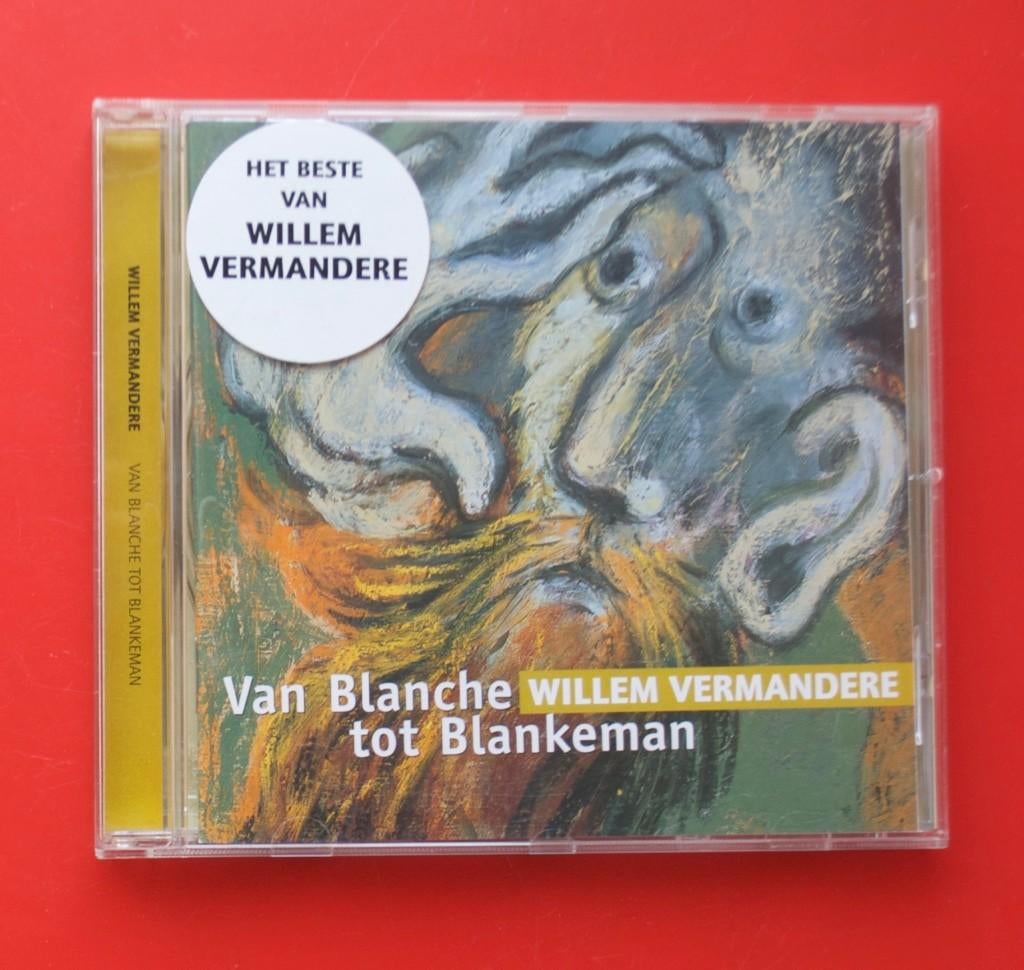 HET BESTE
VAN
WILLEM
VERMANDERE
WILLEM VERMANDERE VAN BLANCHE TOT BLANKEMAN
Van Blanche WILLEM VERMANDERE
tot Blankeman